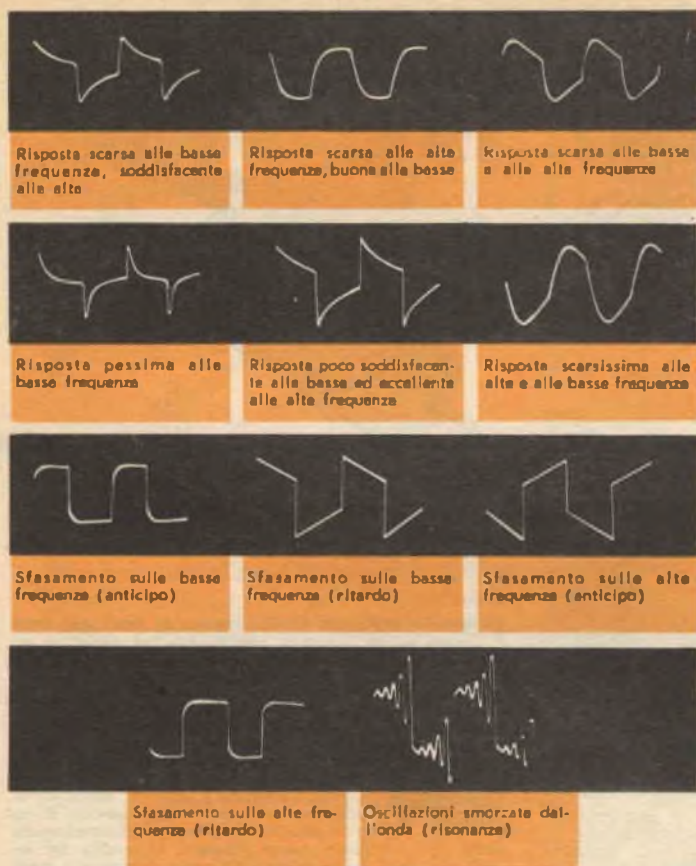 Risposta scarsa alle basse
frequenze, soddisfacente
alle alte
Risposta scarsa alle alte
frequenze, buona alle basse
Risposta scarsa alle basse
e alle alte frequenze
Risposta pessima alle
basse frequenze
Risposta poco soddisfacen-
te alle basse ed eccellente
alle alte frequenze
Risposta scarsissima alle
alte e alle basse frequenze
Sfasamento sulle basse
frequenze (anticipo)
Sfasamento sulle basse
frequenze (ritardo)
Sfasamento sulle alte
frequenze (anticipo)
Sfasamento sulle alte fre-
quenze (ritardo)
Oscillazioni smorzate dal-
l'onda (risonanza)